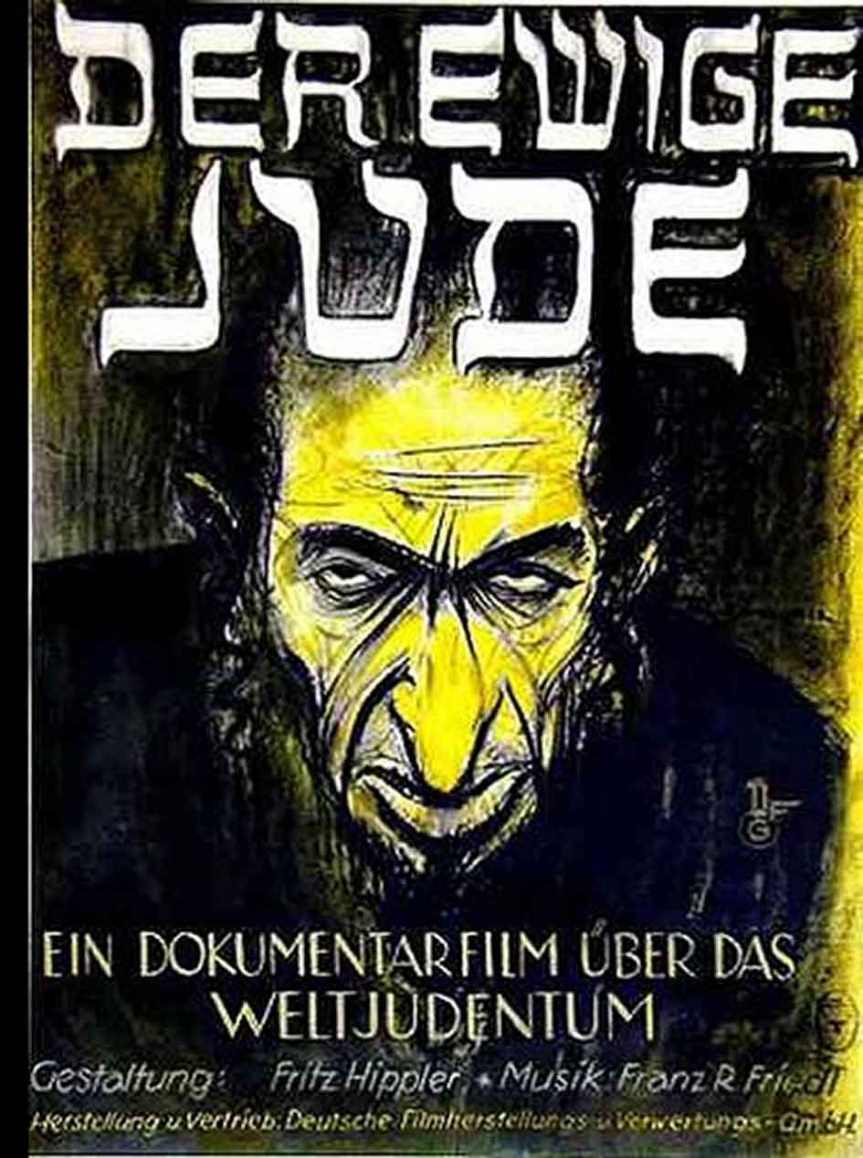 DER EWIGE
JUDE
EIN DOKUMENTARFILM ÜBER DAS
WELTJUDENTUM
Gestaltung: Fritz Hippler + Musik: Franz R. Friedl
Herstellung u. Vertrieb: Deutsche Filmherstellungs- u. Verwertungs-GmbH.